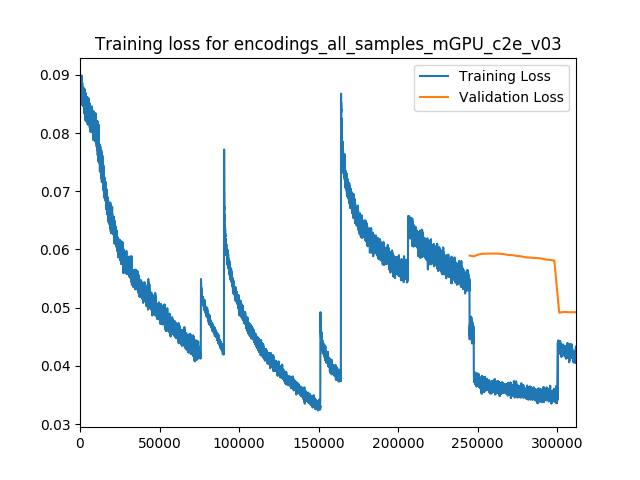 Training loss for encodings_all_samples_mGPU_c2e_v03
Training Loss
Validation Loss
0.09
0.08
0.07
0.06
0.05
0.04
0.03
0 50000 100000 150000 200000 250000 300000